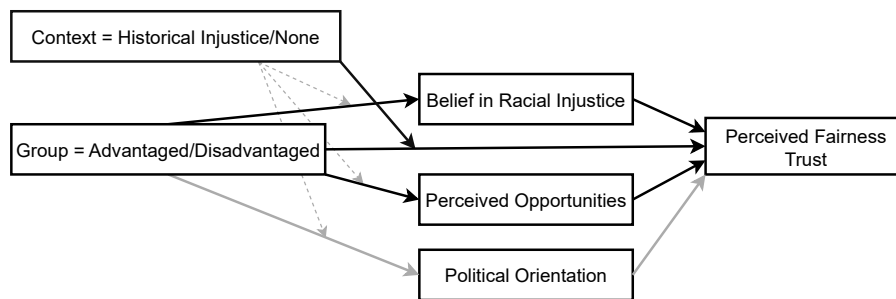 Context = Historical Injustice/None
Belief in Racial Injustice
Group = Advantaged/Disadvantaged
Perceived Fairness
Trust
Perceived Opportunities
Political Orientation